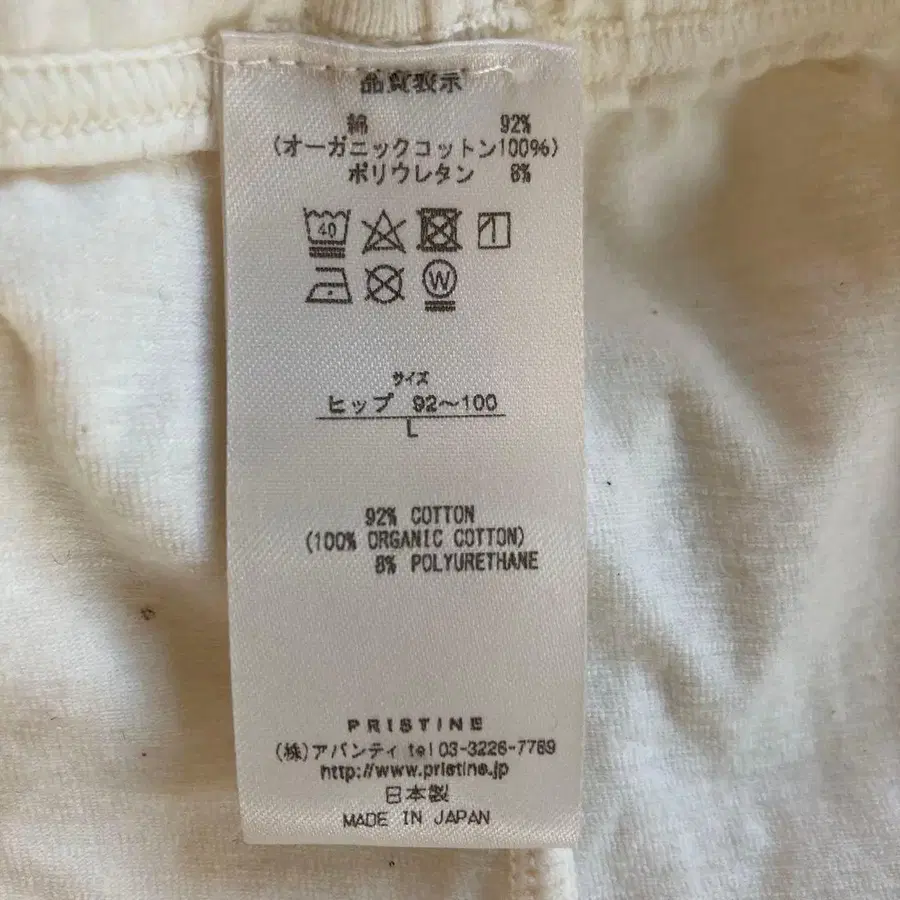 品質表示
綿 92%
(オーガニックコットン100%)
ポリウレタン 8%
40
W
サイズ
ヒップ 92〜100
L
92% COTTON
(100% ORGANIC COTTON)
8% POLYURETHANE
PRISTINE
(株)アバンティ tel 03-3226-7789
http://www.pristine.jp
日本製
MADE IN JAPAN